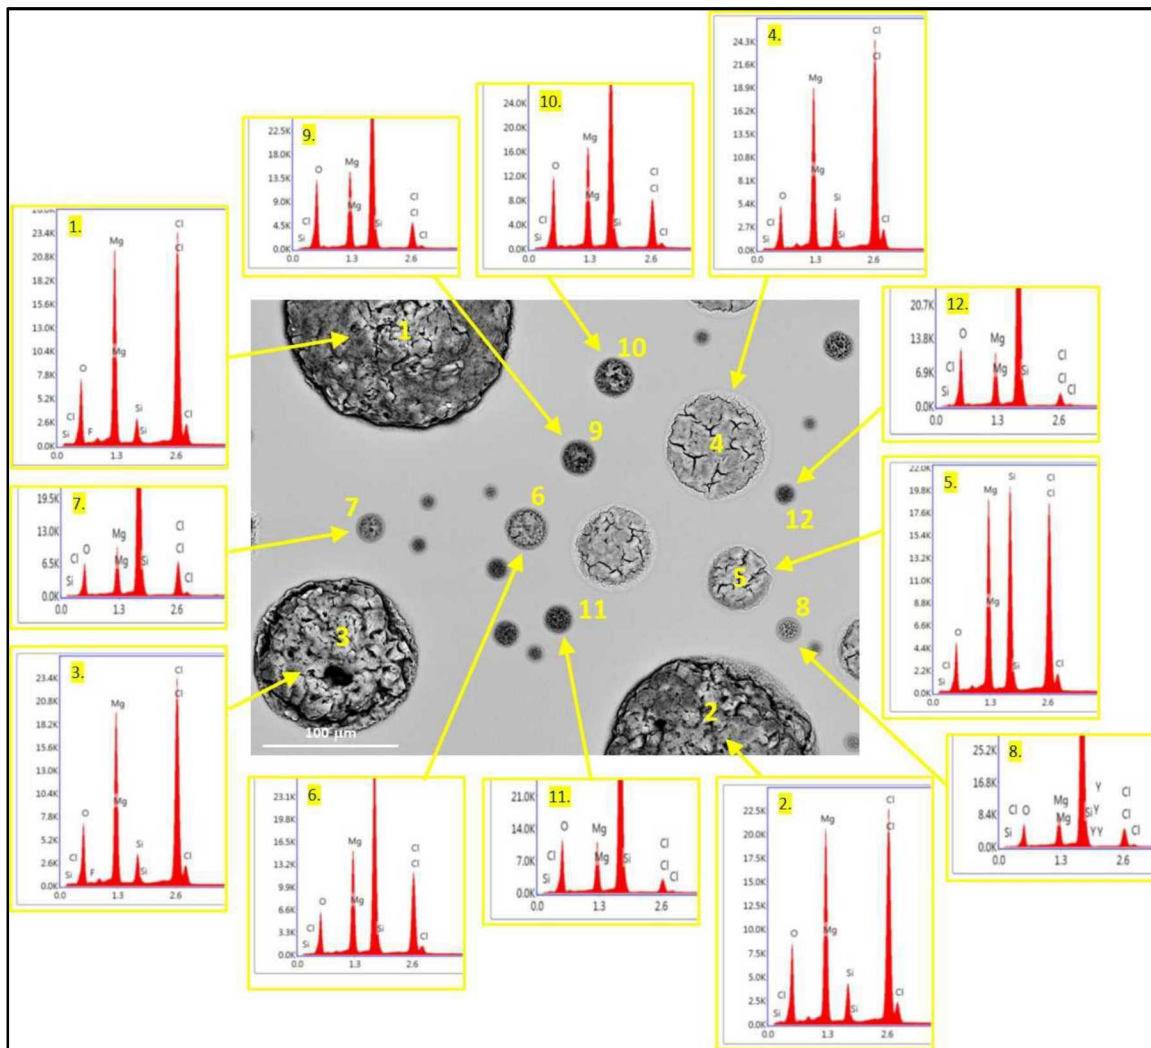 4.
Cl
24.3K
Cl
21.6K
Mg
18.9K
16.2K
13.5K
10.8K
Mg
8.1K
O
Si
5.4K
Cl
2.7K
Cl
Si
0.0K
0.0 1.3 2.6
10.
24.0K
20.0K
Mg
16.0K
O
12.0K
Cl
8.0K
Mg
Cl
4.0K
Cl
Si
Si
Cl
0.0K
0.0 1.3 2.6
9.
22.5K
18.0K
O
Mg
13.5K
9.0K
Cl
Cl
Mg
4.5K
Cl
Si
Si
Cl
0.0K
0.0 1.3 2.6
1.
Cl
Mg
20.8K
Cl
18.2K
15.6K
13.0K
10.4K
Mg
7.8K
O
5.2K
Cl
Si
2.6K
Cl
Si
F
Si
0.0K
0.0 1.3 2.6
12.
20.7K
13.8K
O
Mg
6.9K
Cl
Cl
Mg
Si
Cl
Si
Cl
0.0K
0.0 1.3 2.6
7.
19.5K
13.0K
O
Mg
Cl
6.5K
Cl
Mg
Si
Cl
Si
Cl
0.0K
0.0 1.3 2.6
5.
22.0K
Si
Cl
19.8K
Mg
Cl
17.6K
15.4K
13.2K
11.0K
8.8K
Mg
6.6K
O
4.4K
Cl
2.2K
Cl
Si
Si
0.0K
0.0 1.3 2.6
3.
Cl
23.4K
Cl
20.8K
Mg
18.2K
15.6K
13.0K
10.4K
Mg
7.8K
O
5.2K
Si
2.6K
Cl
Cl
Si
F
Si
0.0K
0.0 1.3 2.6
1
10
9
4
7
6
12
5
11
8
3
2
100 µm
8.
25.2K
16.8K
Y
Cl
Y
8.4K
Cl
O
Mg
Mg
Si
YY
Cl
Si
Cl
0.0K
0.0 1.3 2.6
6.
23.1K
19.8K
16.5K
Mg
13.2K
Cl
Cl
9.9K
O
6.6K
Mg
3.3K
Cl
Si
Si
Cl
0.0K
0.0 1.3 2.6
11.
21.0K
14.0K
O
Mg
Cl
7.0K
Cl
Mg
Si
Cl
Si
Cl
0.0K
0.0 1.3 2.6
2.
Cl
22.5K
Mg
Cl
20.0K
17.5K
15.0K
12.5K
10.0K
Mg
O
7.5K
5.0K
Si
2.5K
Cl
Cl
Si
Si
0.0K
0.0 1.3 2.6